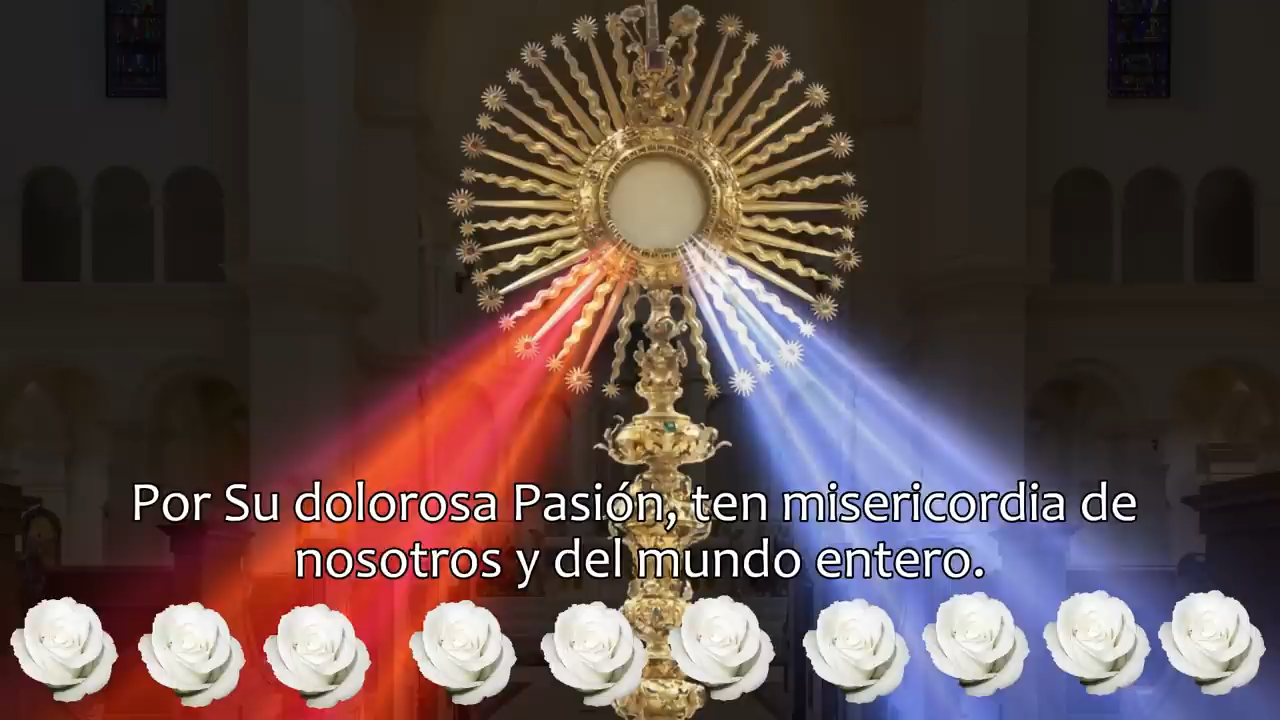 Por Su dolorosa Pasión, ten misericordia de
nosotros y del mundo entero.